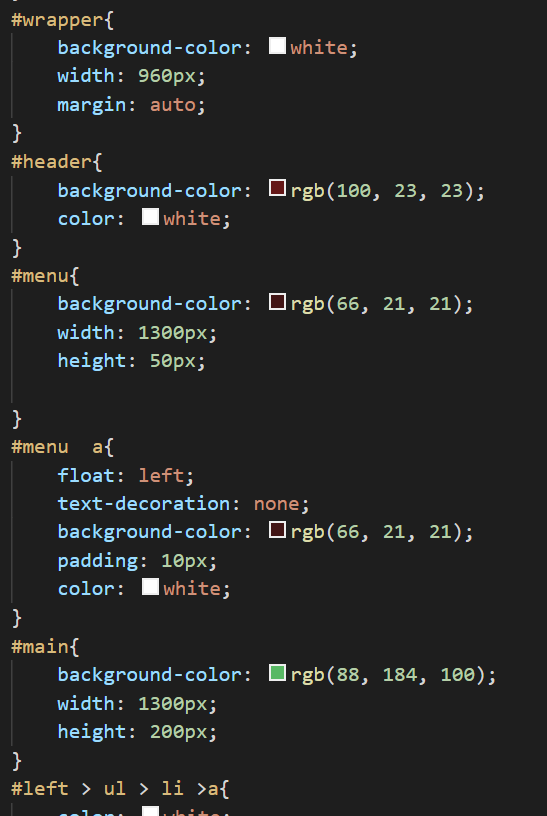 #wrapper{
    background-color: white;
    width: 960px;
    margin: auto;
}
#header{
    background-color: rgb(100, 23, 23);
    color: white;
}
#menu{
    background-color: rgb(66, 21, 21);
    width: 1300px;
    height: 50px;

}
#menu  a{
    float: left;
    text-decoration: none;
    background-color: rgb(66, 21, 21);
    padding: 10px;
    color: white;
}
#main{
    background-color: rgb(88, 184, 100);
    width: 1300px;
    height: 200px;
}
#left > ul > li >a{
    color: white;